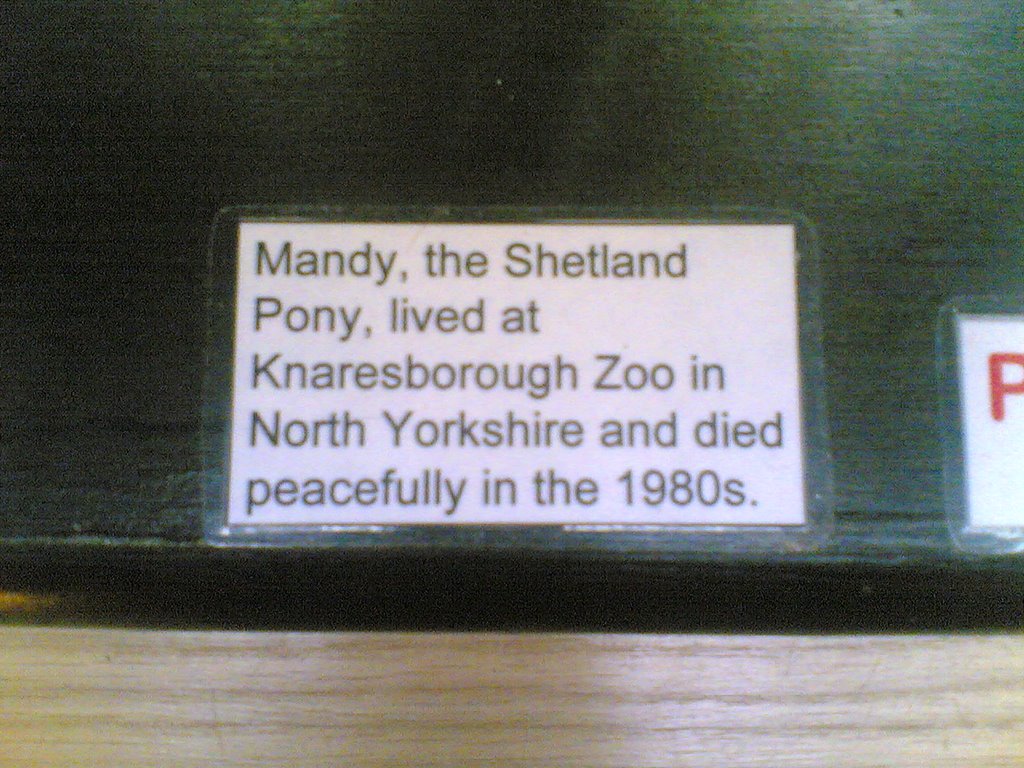 Mandy, the Shetland
Pony, lived at
Knaresborough Zoo in
North Yorkshire and died
peacefully in the 1980s.
P